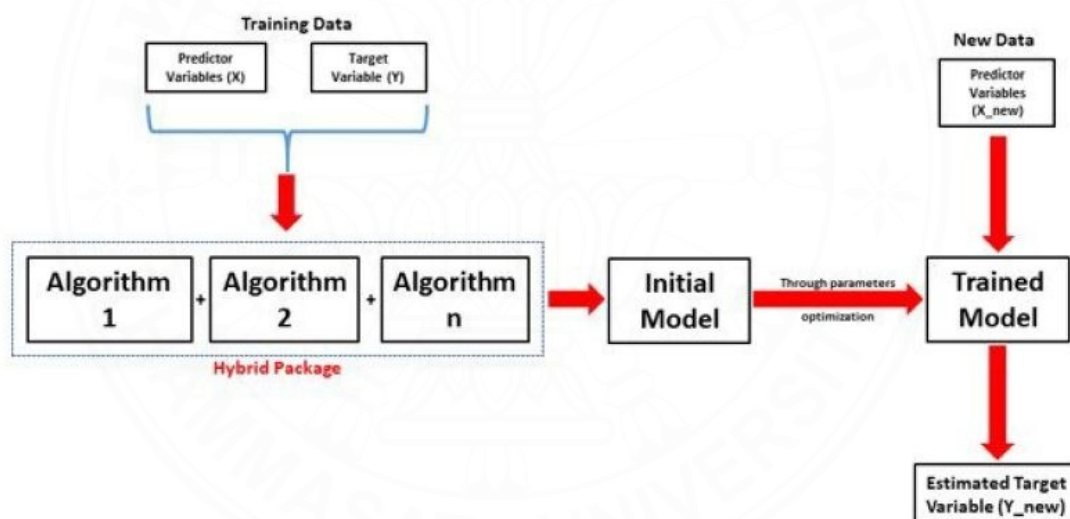 Training Data
Predictor
Variables (X)
Target
Variable (Y)
New Data
Predictor
Variables
(X_new)
Algorithm
1
+
Algorithm
2
+
Algorithm
n
Hybrid Package
Initial
Model
Through parameters
optimization
Trained
Model
Estimated Target
Variable (Y_new)